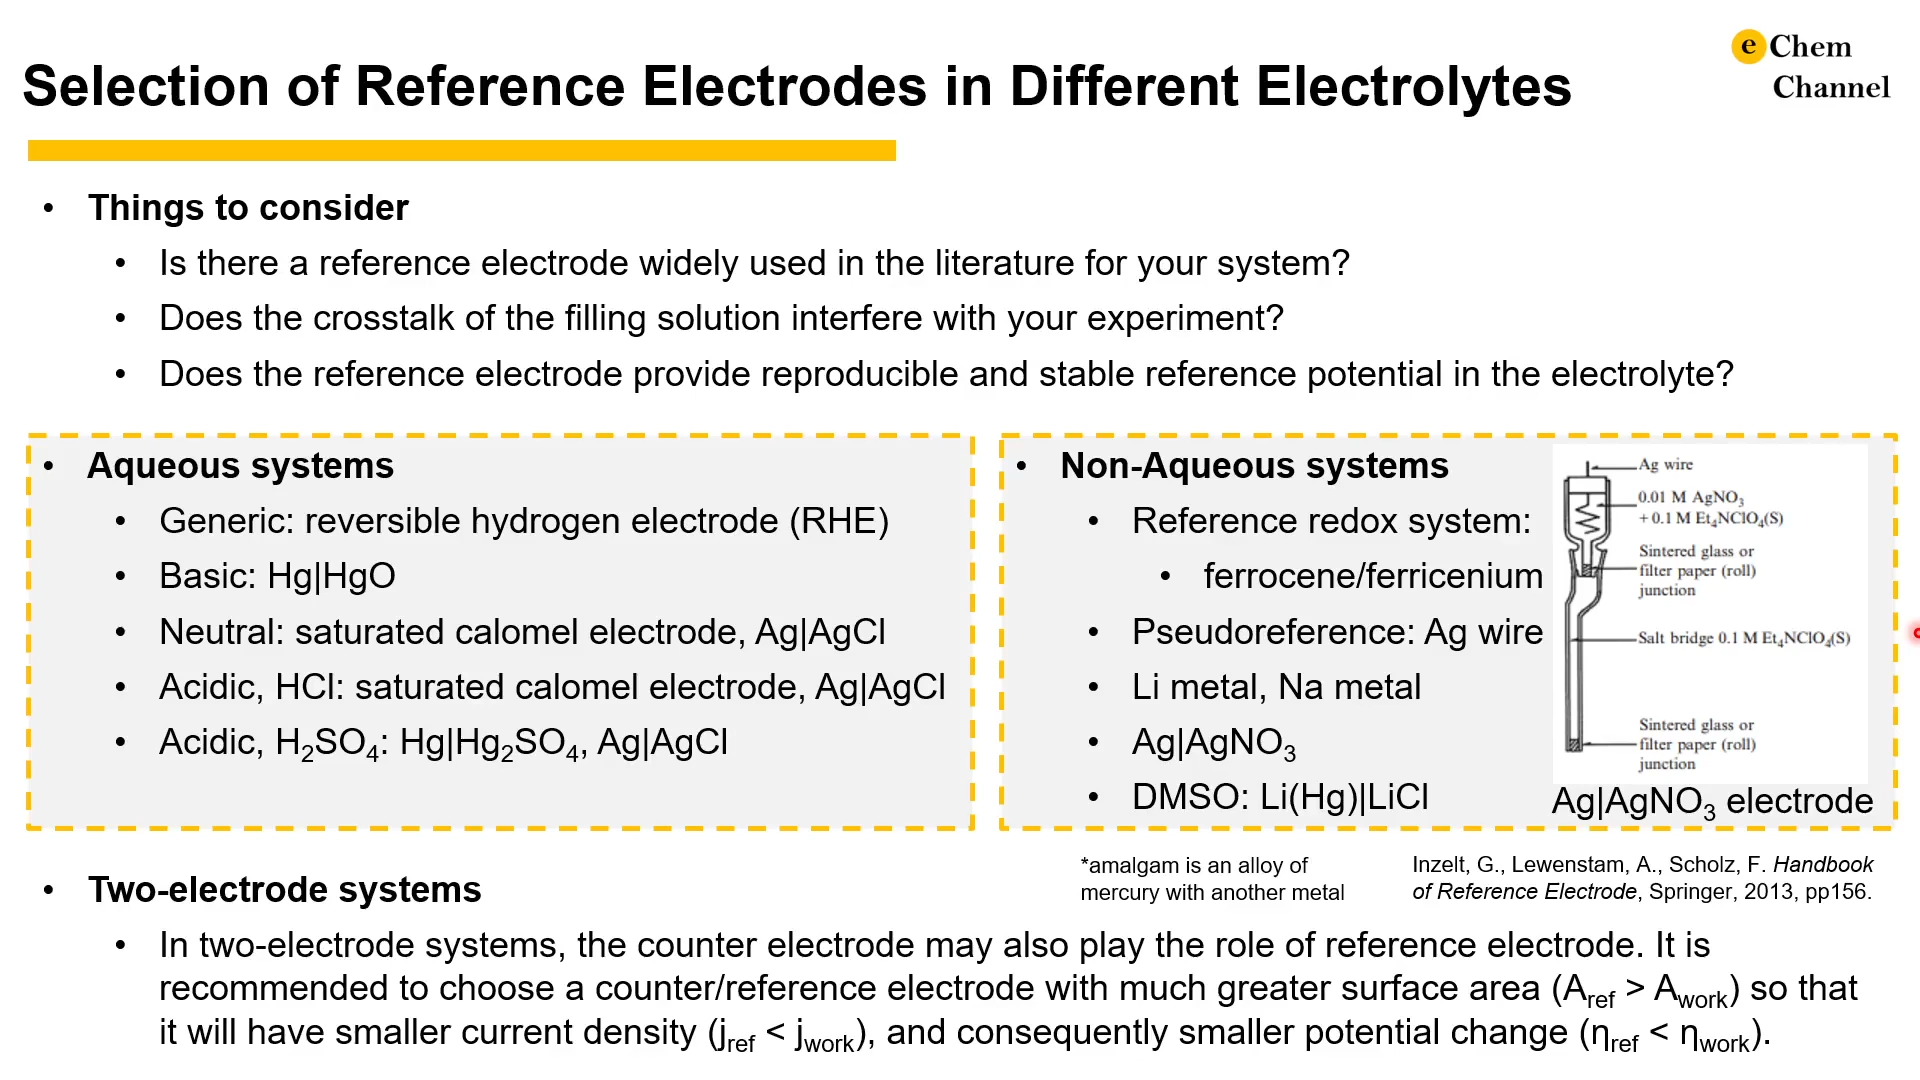 e Chem
Channel
Selection of Reference Electrodes in Different Electrolytes
• Things to consider
• Is there a reference electrode widely used in the literature for your system?
• Does the crosstalk of the filling solution interfere with your experiment?
• Does the reference electrode provide reproducible and stable reference potential in the electrolyte?
• Aqueous systems
• Generic: reversible hydrogen electrode (RHE)
• Basic: Hg|HgO
• Neutral: saturated calomel electrode, Ag|AgCl
• Acidic, HCl: saturated calomel electrode, Ag|AgCl
• Acidic, H₂SO₄: Hg|Hg₂SO₄, Ag|AgCl
• Non-Aqueous systems
• Reference redox system:
• ferrocene/ferricenium
• Pseudoreference: Ag wire
• Li metal, Na metal
• Ag|AgNO₃
• DMSO: Li(Hg)|LiCl
Ag wire
0.01 M AgNO₃
+ 0.1 M Et₄NClO₄(S)
Sintered glass or
filter paper (roll)
junction
Salt bridge 0.1 M Et₄NClO₄(S)
Sintered glass or
filter paper (roll)
junction
Ag|AgNO₃ electrode
*amalgam is an alloy of
mercury with another metal
Inzelt, G., Lewenstam, A., Scholz, F. Handbook
of Reference Electrode, Springer, 2013, pp156.
• Two-electrode systems
• In two-electrode systems, the counter electrode may also play the role of reference electrode. It is
recommended to choose a counter/reference electrode with much greater surface area (A_ref > A_work) so that
it will have smaller current density (j_ref < j_work), and consequently smaller potential change (η_ref < η_work).